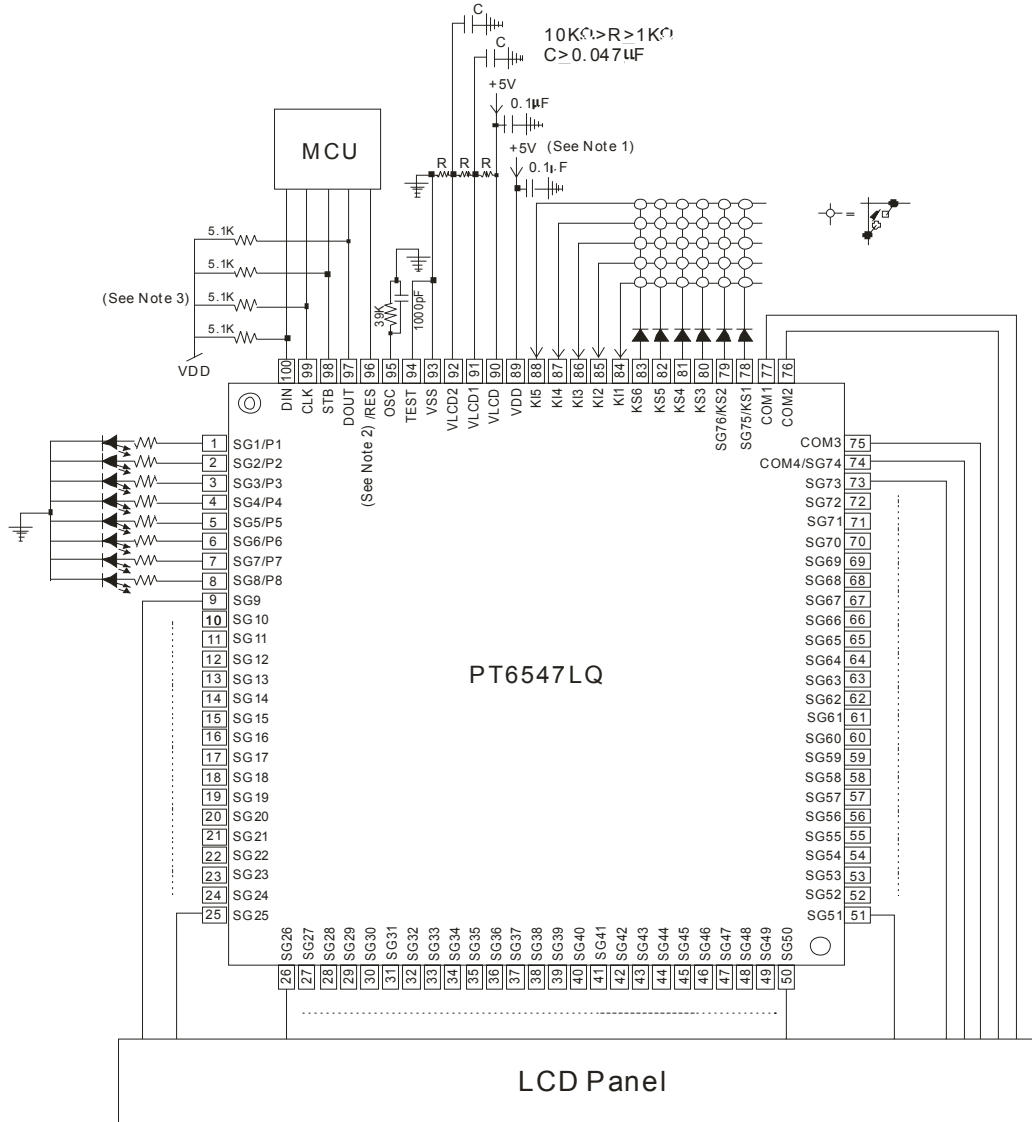 C
C
10KΩ>R≥1KΩ
C≥0.047μF
+5V
0.1μF
+5V (See Note 1)
0.1μF
MCU
R R R
5.1K
5.1K
(See Note 3)
5.1K
5.1K
VDD
39K
1000pF
=
100 99 98 97 96 95 94 93 92 91 90 89 88 87 86 85 84 83 82 81 80 79 78 77 76
DIN
CLK
STB
DOUT
(See Note 2) /RES
OSC
TEST
VSS
VLCD2
VLCD1
VLCD
VDD
KI5
KI4
KI3
KI2
KI1
KS6
KS5
KS4
KS3
SG76/KS2
SG75/KS1
COM1
COM2
1 SG1/P1
2 SG2/P2
3 SG3/P3
4 SG4/P4
5 SG5/P5
6 SG6/P6
7 SG7/P7
8 SG8/P8
9 SG9
10 SG10
11 SG11
12 SG12
13 SG13
14 SG14
15 SG15
16 SG16
17 SG17
18 SG18
19 SG19
20 SG20
21 SG21
22 SG22
23 SG23
24 SG24
25 SG25
PT6547LQ
COM3 75
COM4/SG74 74
SG73 73
SG72 72
SG71 71
SG70 70
SG69 69
SG68 68
SG67 67
SG66 66
SG65 65
SG64 64
SG63 63
SG62 62
SG61 61
SG60 60
SG59 59
SG58 58
SG57 57
SG56 56
SG55 55
SG54 54
SG53 53
SG52 52
SG51 51
SG26 SG27 SG28 SG29 SG30 SG31 SG32 SG33 SG34 SG35 SG36 SG37 SG38 SG39 SG40 SG41 SG42 SG43 SG44 SG45 SG46 SG47 SG48 SG49 SG50
26 27 28 29 30 31 32 33 34 35 36 37 38 39 40 41 42 43 44 45 46 47 48 49 50
LCD Panel